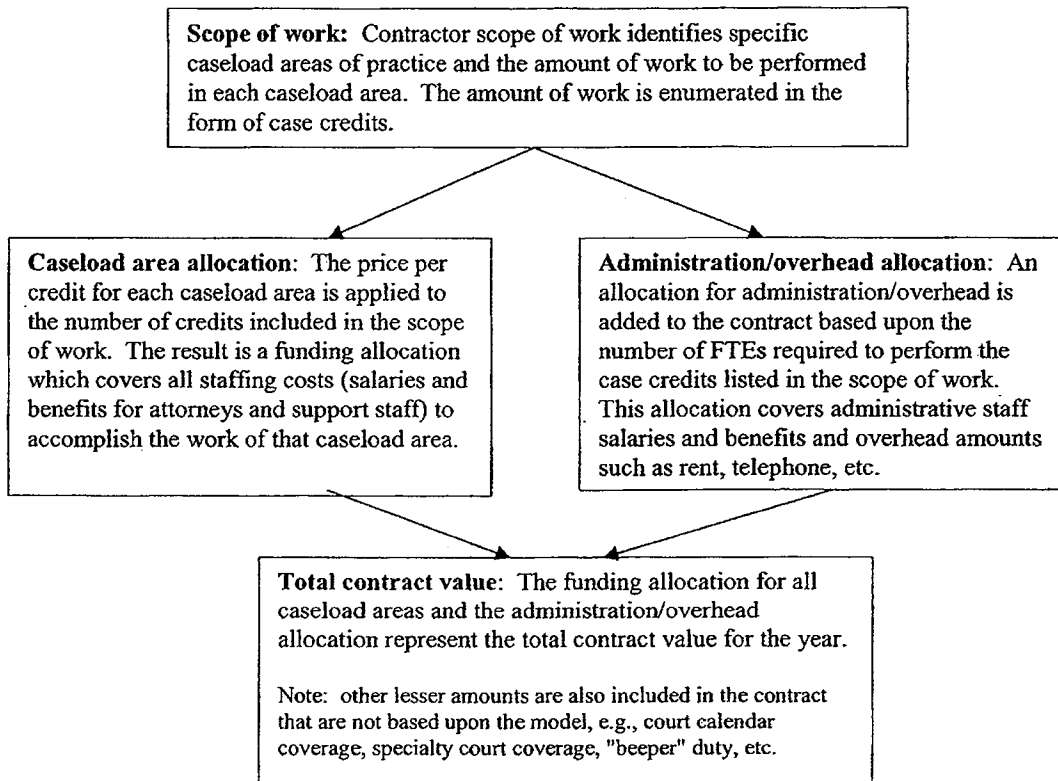 Scope of work: Contractor scope of work identifies specific
caseload areas of practice and the amount of work to be performed
in each caseload area. The amount of work is enumerated in the
form of case credits.
Caseload area allocation: The price per
credit for each caseload area is applied to
the number of credits included in the scope
of work. The result is a funding allocation
which covers all staffing costs (salaries and
benefits for attorneys and support staff) to
accomplish the work of that caseload area.
Administration/overhead allocation: An
allocation for administration/overhead is
added to the contract based upon the
number of FTEs required to perform the
case credits listed in the scope of work.
This allocation covers administrative staff
salaries and benefits and overhead amounts
such as rent, telephone, etc.
Total contract value: The funding allocation for all
caseload areas and the administration/overhead
allocation represent the total contract value for the year.
Note: other lesser amounts are also included in the contract
that are not based upon the model, e.g., court calendar
coverage, specialty court coverage, "beeper" duty, etc.